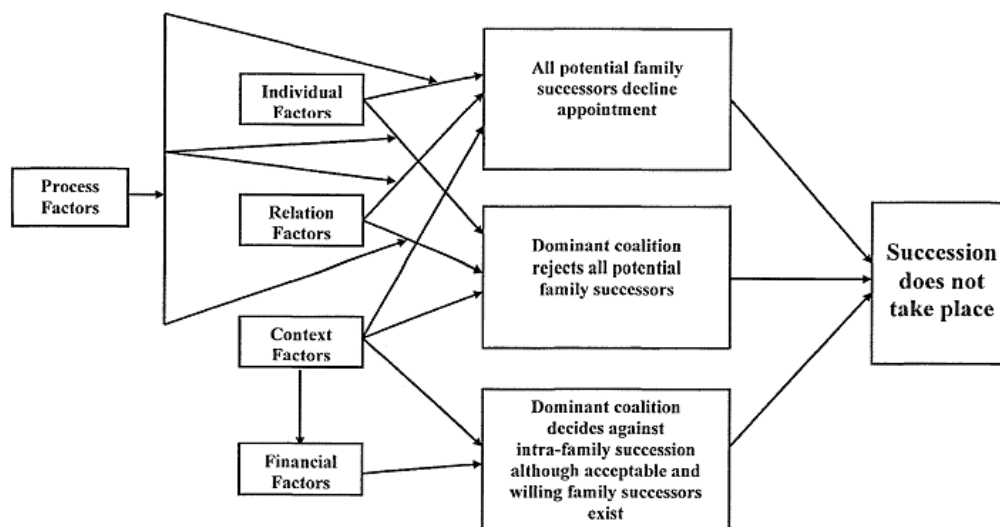 Process
Factors
Individual
Factors
Relation
Factors
Context
Factors
Financial
Factors
All potential family
successors decline
appointment
Dominant coalition
rejects all potential
family successors
Dominant coalition
decides against
intra-family succession
although acceptable and
willing family successors
exist
Succession
does not
take place